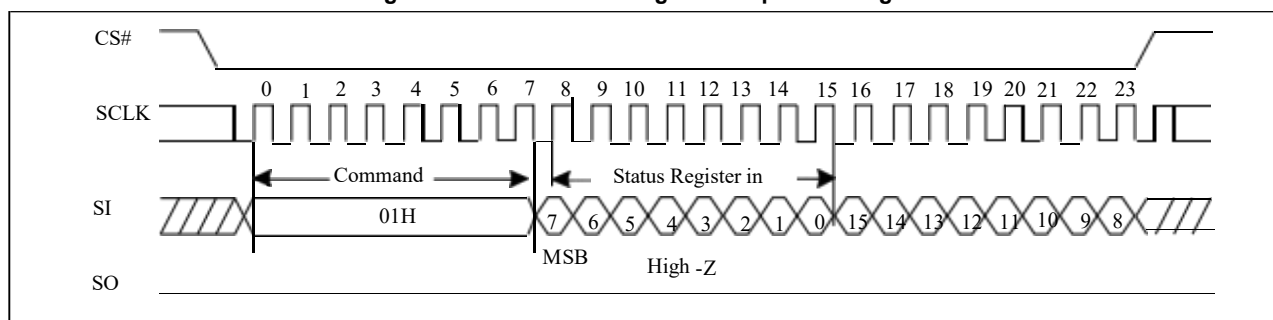 CS#
0 1 2 3 4 5 6 7 8 9 10 11 12 13 14 15 16 17 18 19 20 21 22 23
SCLK
Command Status Register in
SI 01H 7 6 5 4 3 2 1 0 15 14 13 12 11 10 9 8
MSB High -Z
SO